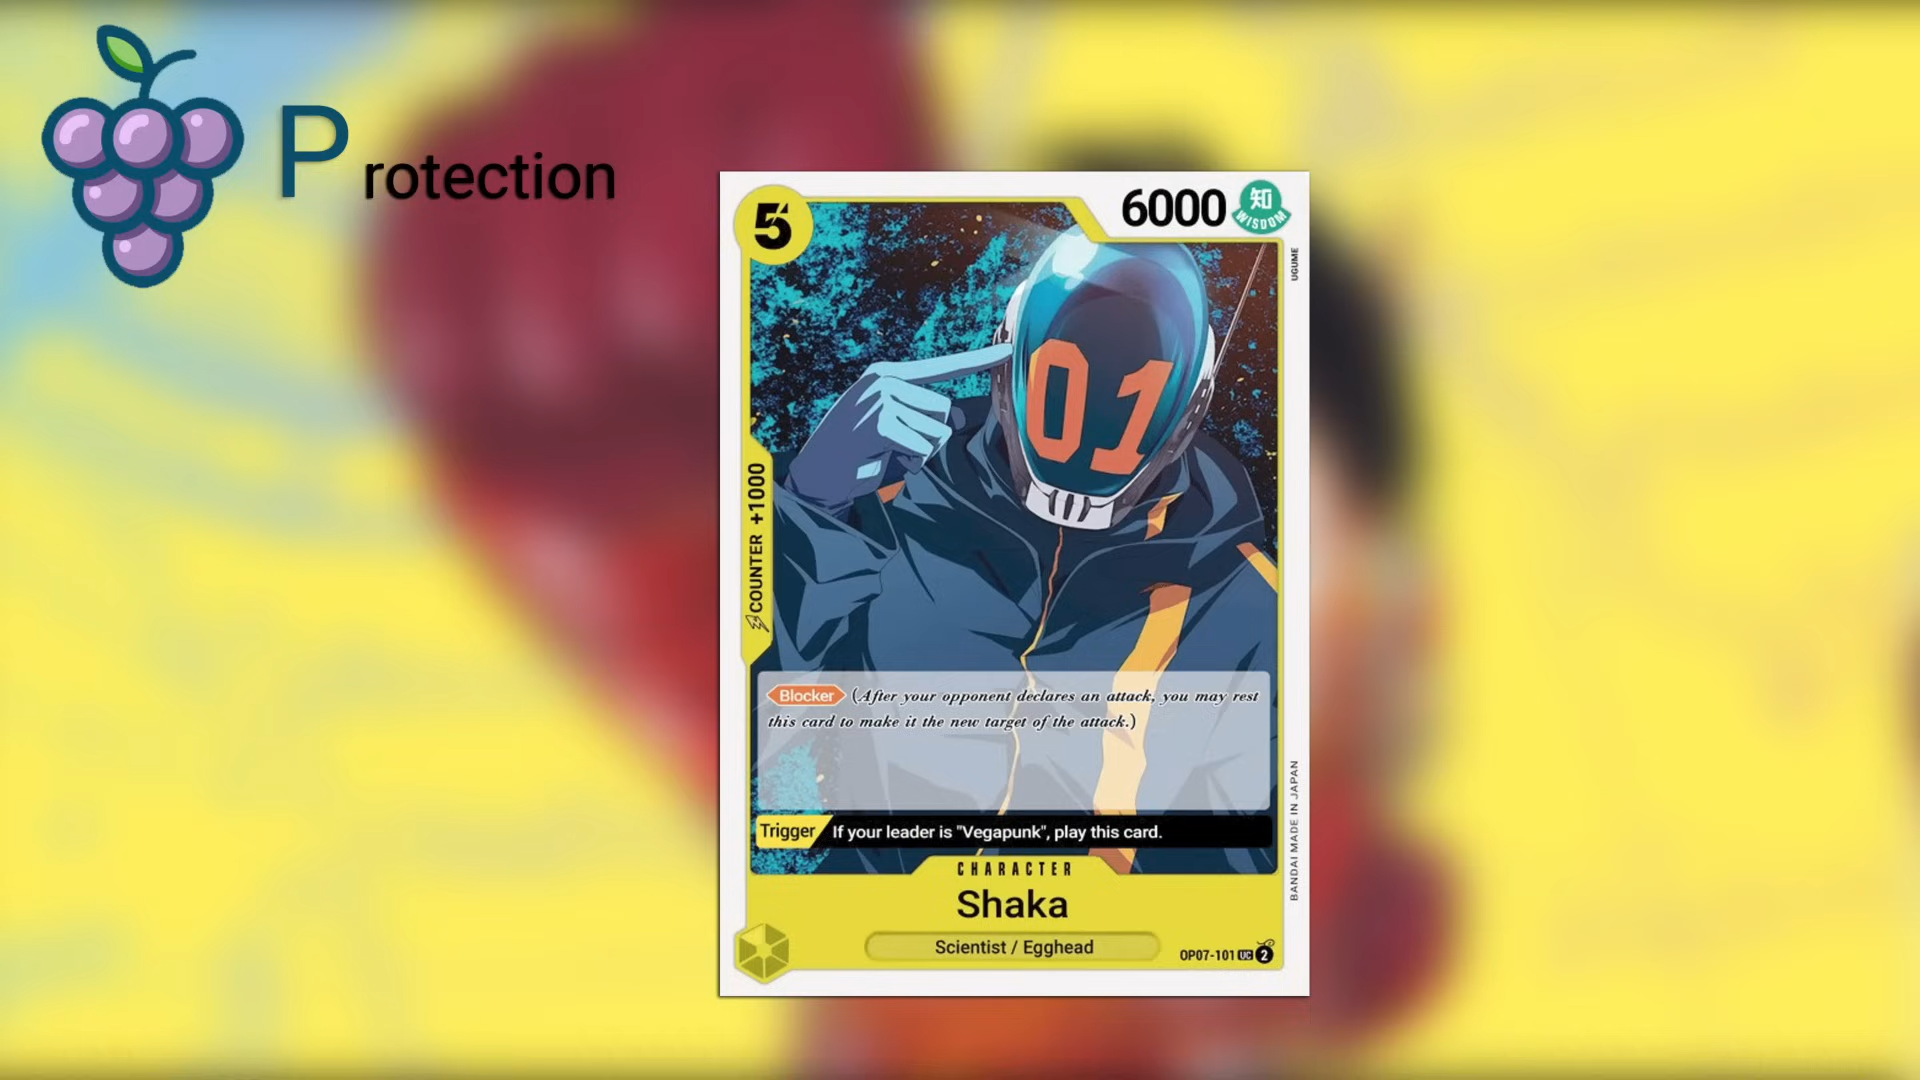 Protection
5
6000
知
WISDOM
UGUME
01
COUNTER +1000
Blocker (After your opponent declares an attack, you may rest
this card to make it the new target of the attack.)
Trigger If your leader is "Vegapunk", play this card.
CHARACTER
Shaka
Scientist / Egghead
OP07-101 UC 2
BANDAI MADE IN JAPAN